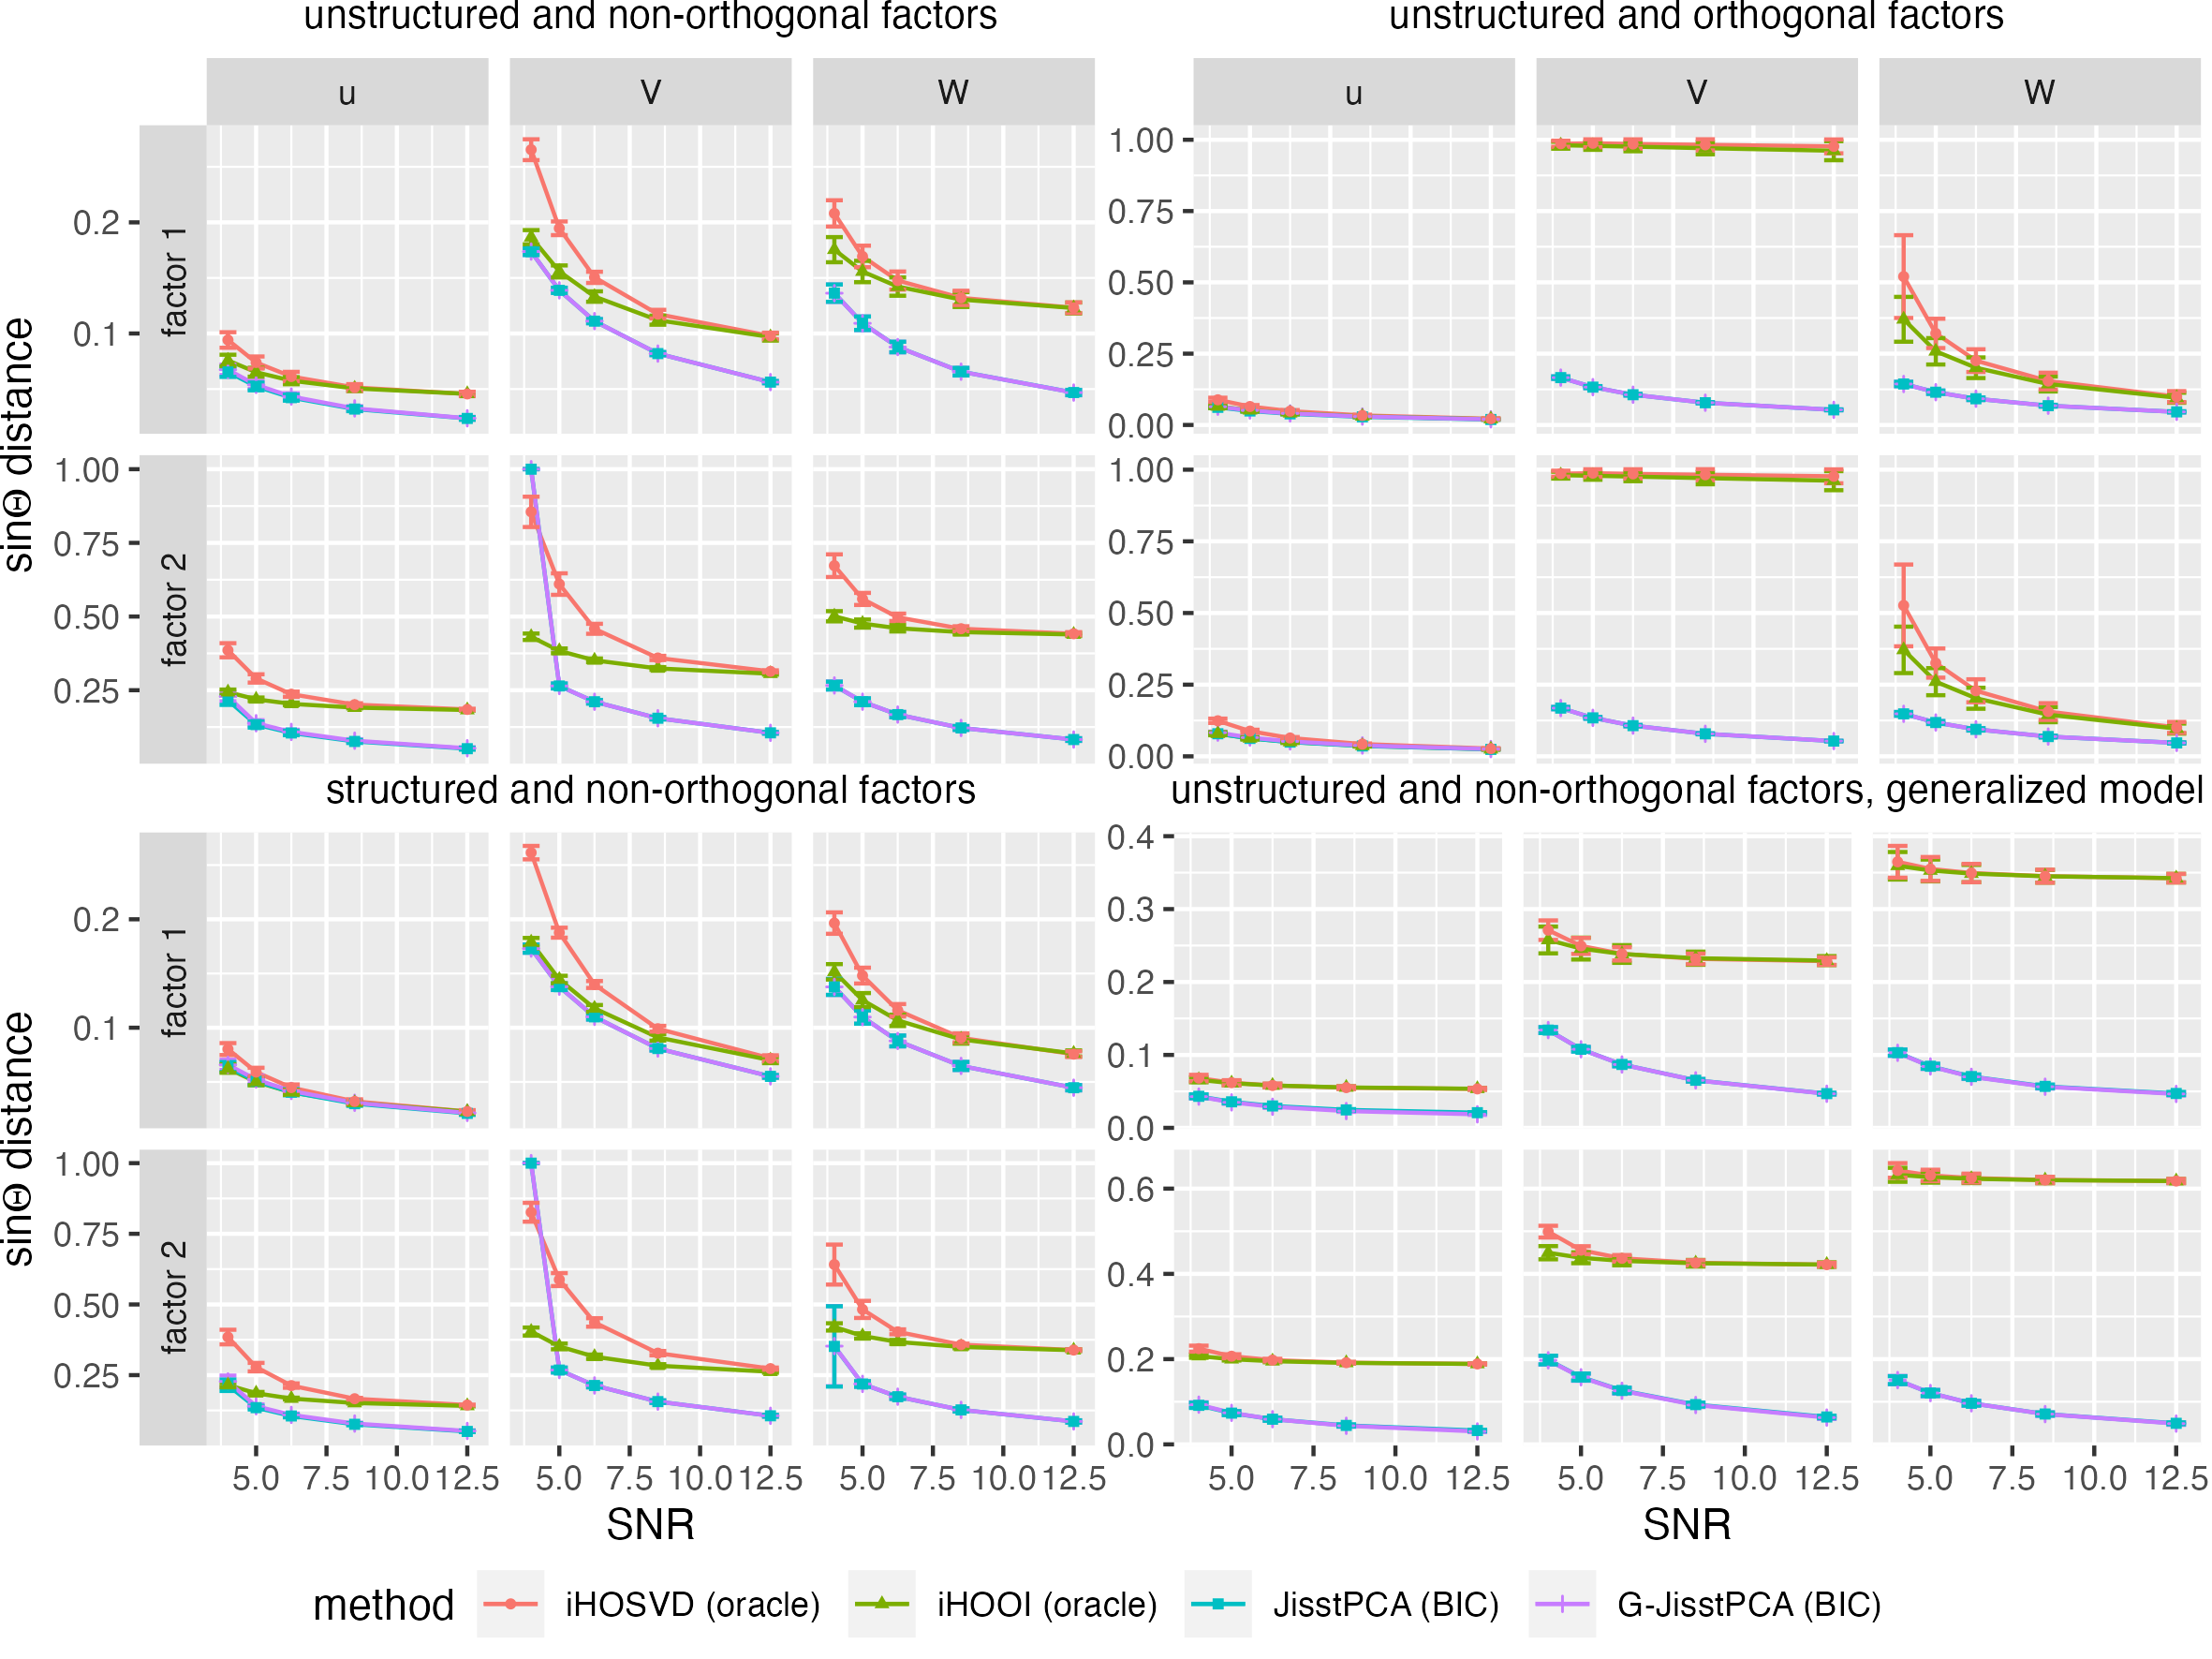 unstructured and non-orthogonal factors
unstructured and orthogonal factors
u V W
u V W
sinΘ distance
factor 1
0.2
0.1
1.00
0.75
0.50
0.25
0.00
factor 2
1.00
0.75
0.50
0.25
1.00
0.75
0.50
0.25
0.00
structured and non-orthogonal factors
unstructured and non-orthogonal factors, generalized model
sinΘ distance
factor 1
0.2
0.1
0.4
0.3
0.2
0.1
0.0
factor 2
1.00
0.75
0.50
0.25
0.6
0.4
0.2
0.0
5.0 7.5 10.0 12.5 5.0 7.5 10.0 12.5 5.0 7.5 10.0 12.5
5.0 7.5 10.0 12.5 5.0 7.5 10.0 12.5 5.0 7.5 10.0 12.5
SNR
SNR
method iHOSVD (oracle) iHOOI (oracle) JisstPCA (BIC) G-JisstPCA (BIC)